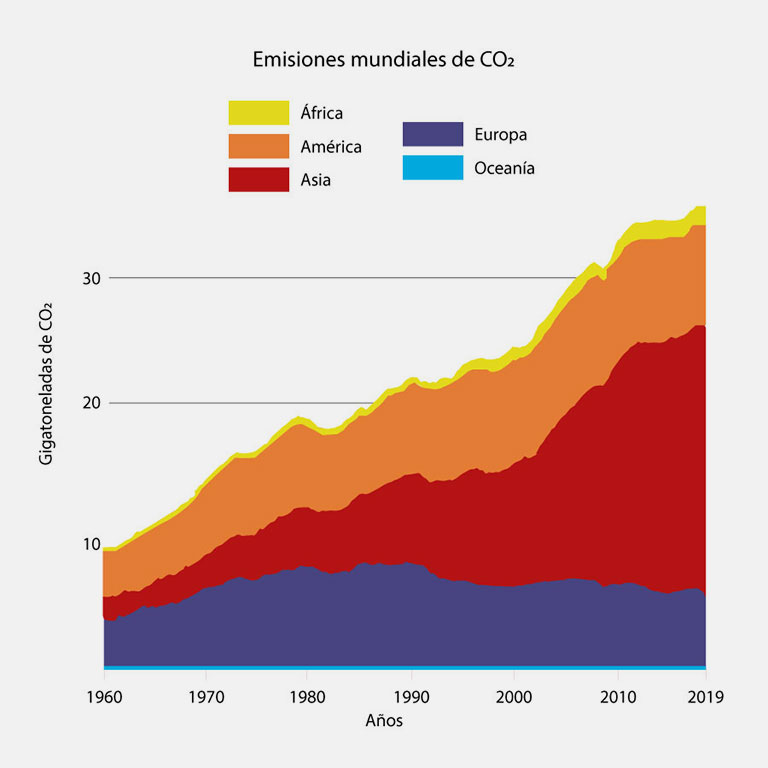 Emisiones mundiales de CO₂
África
América
Asia
Europa
Oceanía
Gigatoneladas de CO₂
30
20
10
1960 1970 1980 1990 2000 2010 2019
Años